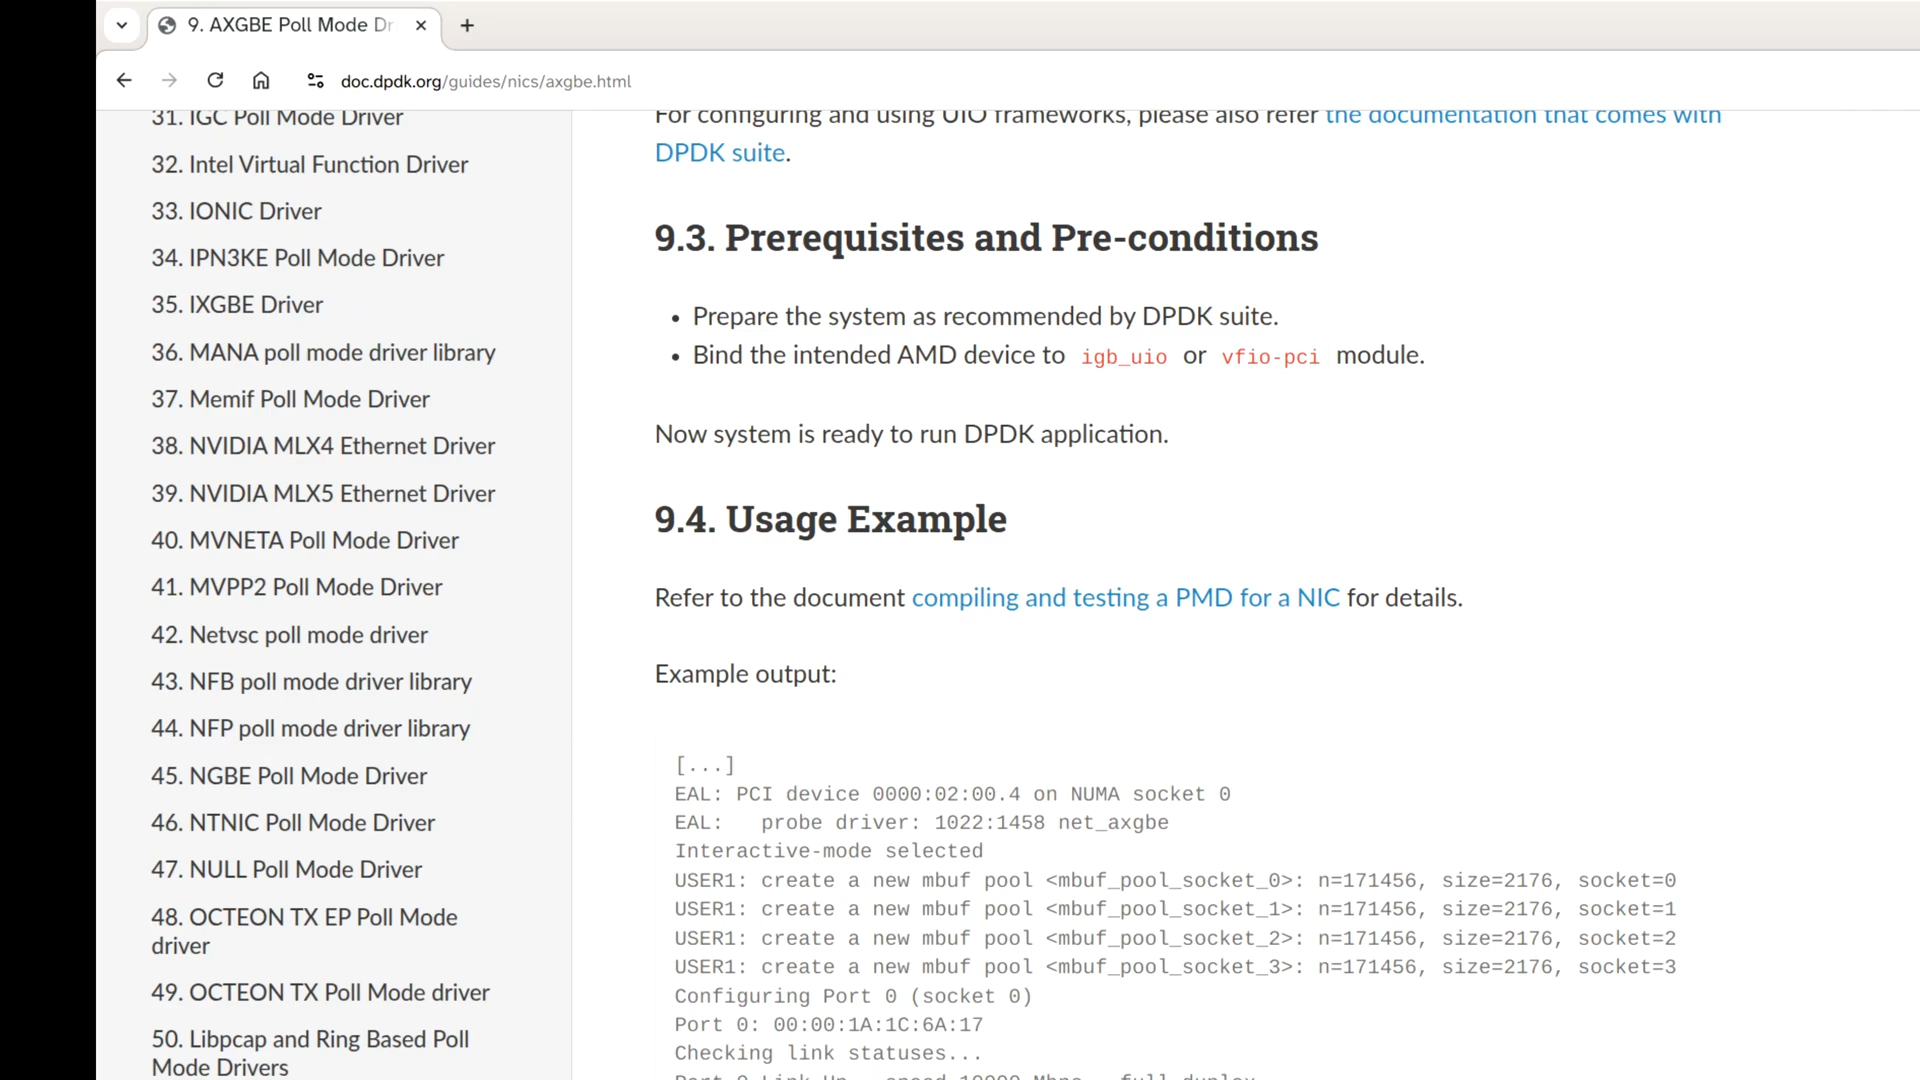 9. AXGBE Poll Mode Dr
doc.dpdk.org/guides/nics/axgbe.html
31. IGC Poll Mode Driver
32. Intel Virtual Function Driver
33. IONIC Driver
34. IPN3KE Poll Mode Driver
35. IXGBE Driver
36. MANA poll mode driver library
37. Memif Poll Mode Driver
38. NVIDIA MLX4 Ethernet Driver
39. NVIDIA MLX5 Ethernet Driver
40. MVNETA Poll Mode Driver
41. MVPP2 Poll Mode Driver
42. Netvsc poll mode driver
43. NFB poll mode driver library
44. NFP poll mode driver library
45. NGBE Poll Mode Driver
46. NTNIC Poll Mode Driver
47. NULL Poll Mode Driver
48. OCTEON TX EP Poll Mode
driver
49. OCTEON TX Poll Mode driver
50. Libpcap and Ring Based Poll
Mode Drivers
For configuring and using UIO frameworks, please also refer the documentation that comes with
DPDK suite.
9.3. Prerequisites and Pre-conditions
• Prepare the system as recommended by DPDK suite.
• Bind the intended AMD device to igb_uio or vfio-pci module.
Now system is ready to run DPDK application.
9.4. Usage Example
Refer to the document compiling and testing a PMD for a NIC for details.
Example output:
[...]
EAL: PCI device 0000:02:00.4 on NUMA socket 0
EAL:   probe driver: 1022:1458 net_axgbe
Interactive-mode selected
USER1: create a new mbuf pool <mbuf_pool_socket_0>: n=171456, size=2176, socket=0
USER1: create a new mbuf pool <mbuf_pool_socket_1>: n=171456, size=2176, socket=1
USER1: create a new mbuf pool <mbuf_pool_socket_2>: n=171456, size=2176, socket=2
USER1: create a new mbuf pool <mbuf_pool_socket_3>: n=171456, size=2176, socket=3
Configuring Port 0 (socket 0)
Port 0: 00:00:1A:1C:6A:17
Checking link statuses...
Port 0 Link Up - speed 10000 Mbps - full-duplex